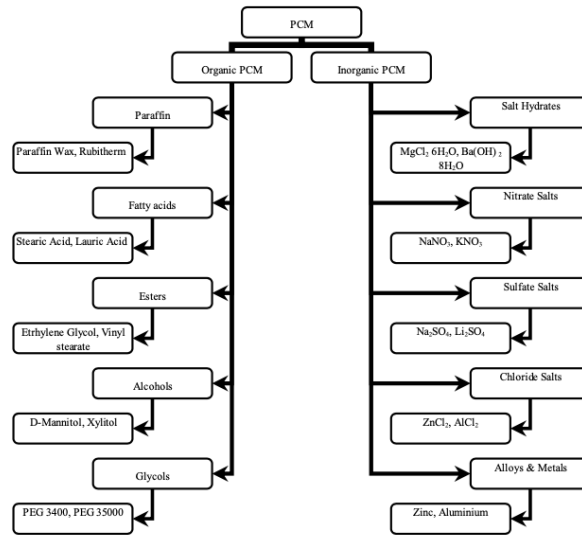 PCM
Organic PCM
Inorganic PCM
Paraffin
Paraffin Wax, Rubitherm
Fatty acids
Stearic Acid, Lauric Acid
Esters
Etrhylene Glycol, Vinyl
stearate
Alcohols
D-Mannitol, Xylitol
Glycols
PEG 3400, PEG 35000
Salt Hydrates
MgCl₂ 6H₂O, Ba(OH) ₂
8H₂O
Nitrate Salts
NaNO₃, KNO₃
Sulfate Salts
Na₂SO₄, Li₂SO₄
Chloride Salts
ZnCl₂, AlCl₂
Alloys & Metals
Zinc, Aluminium